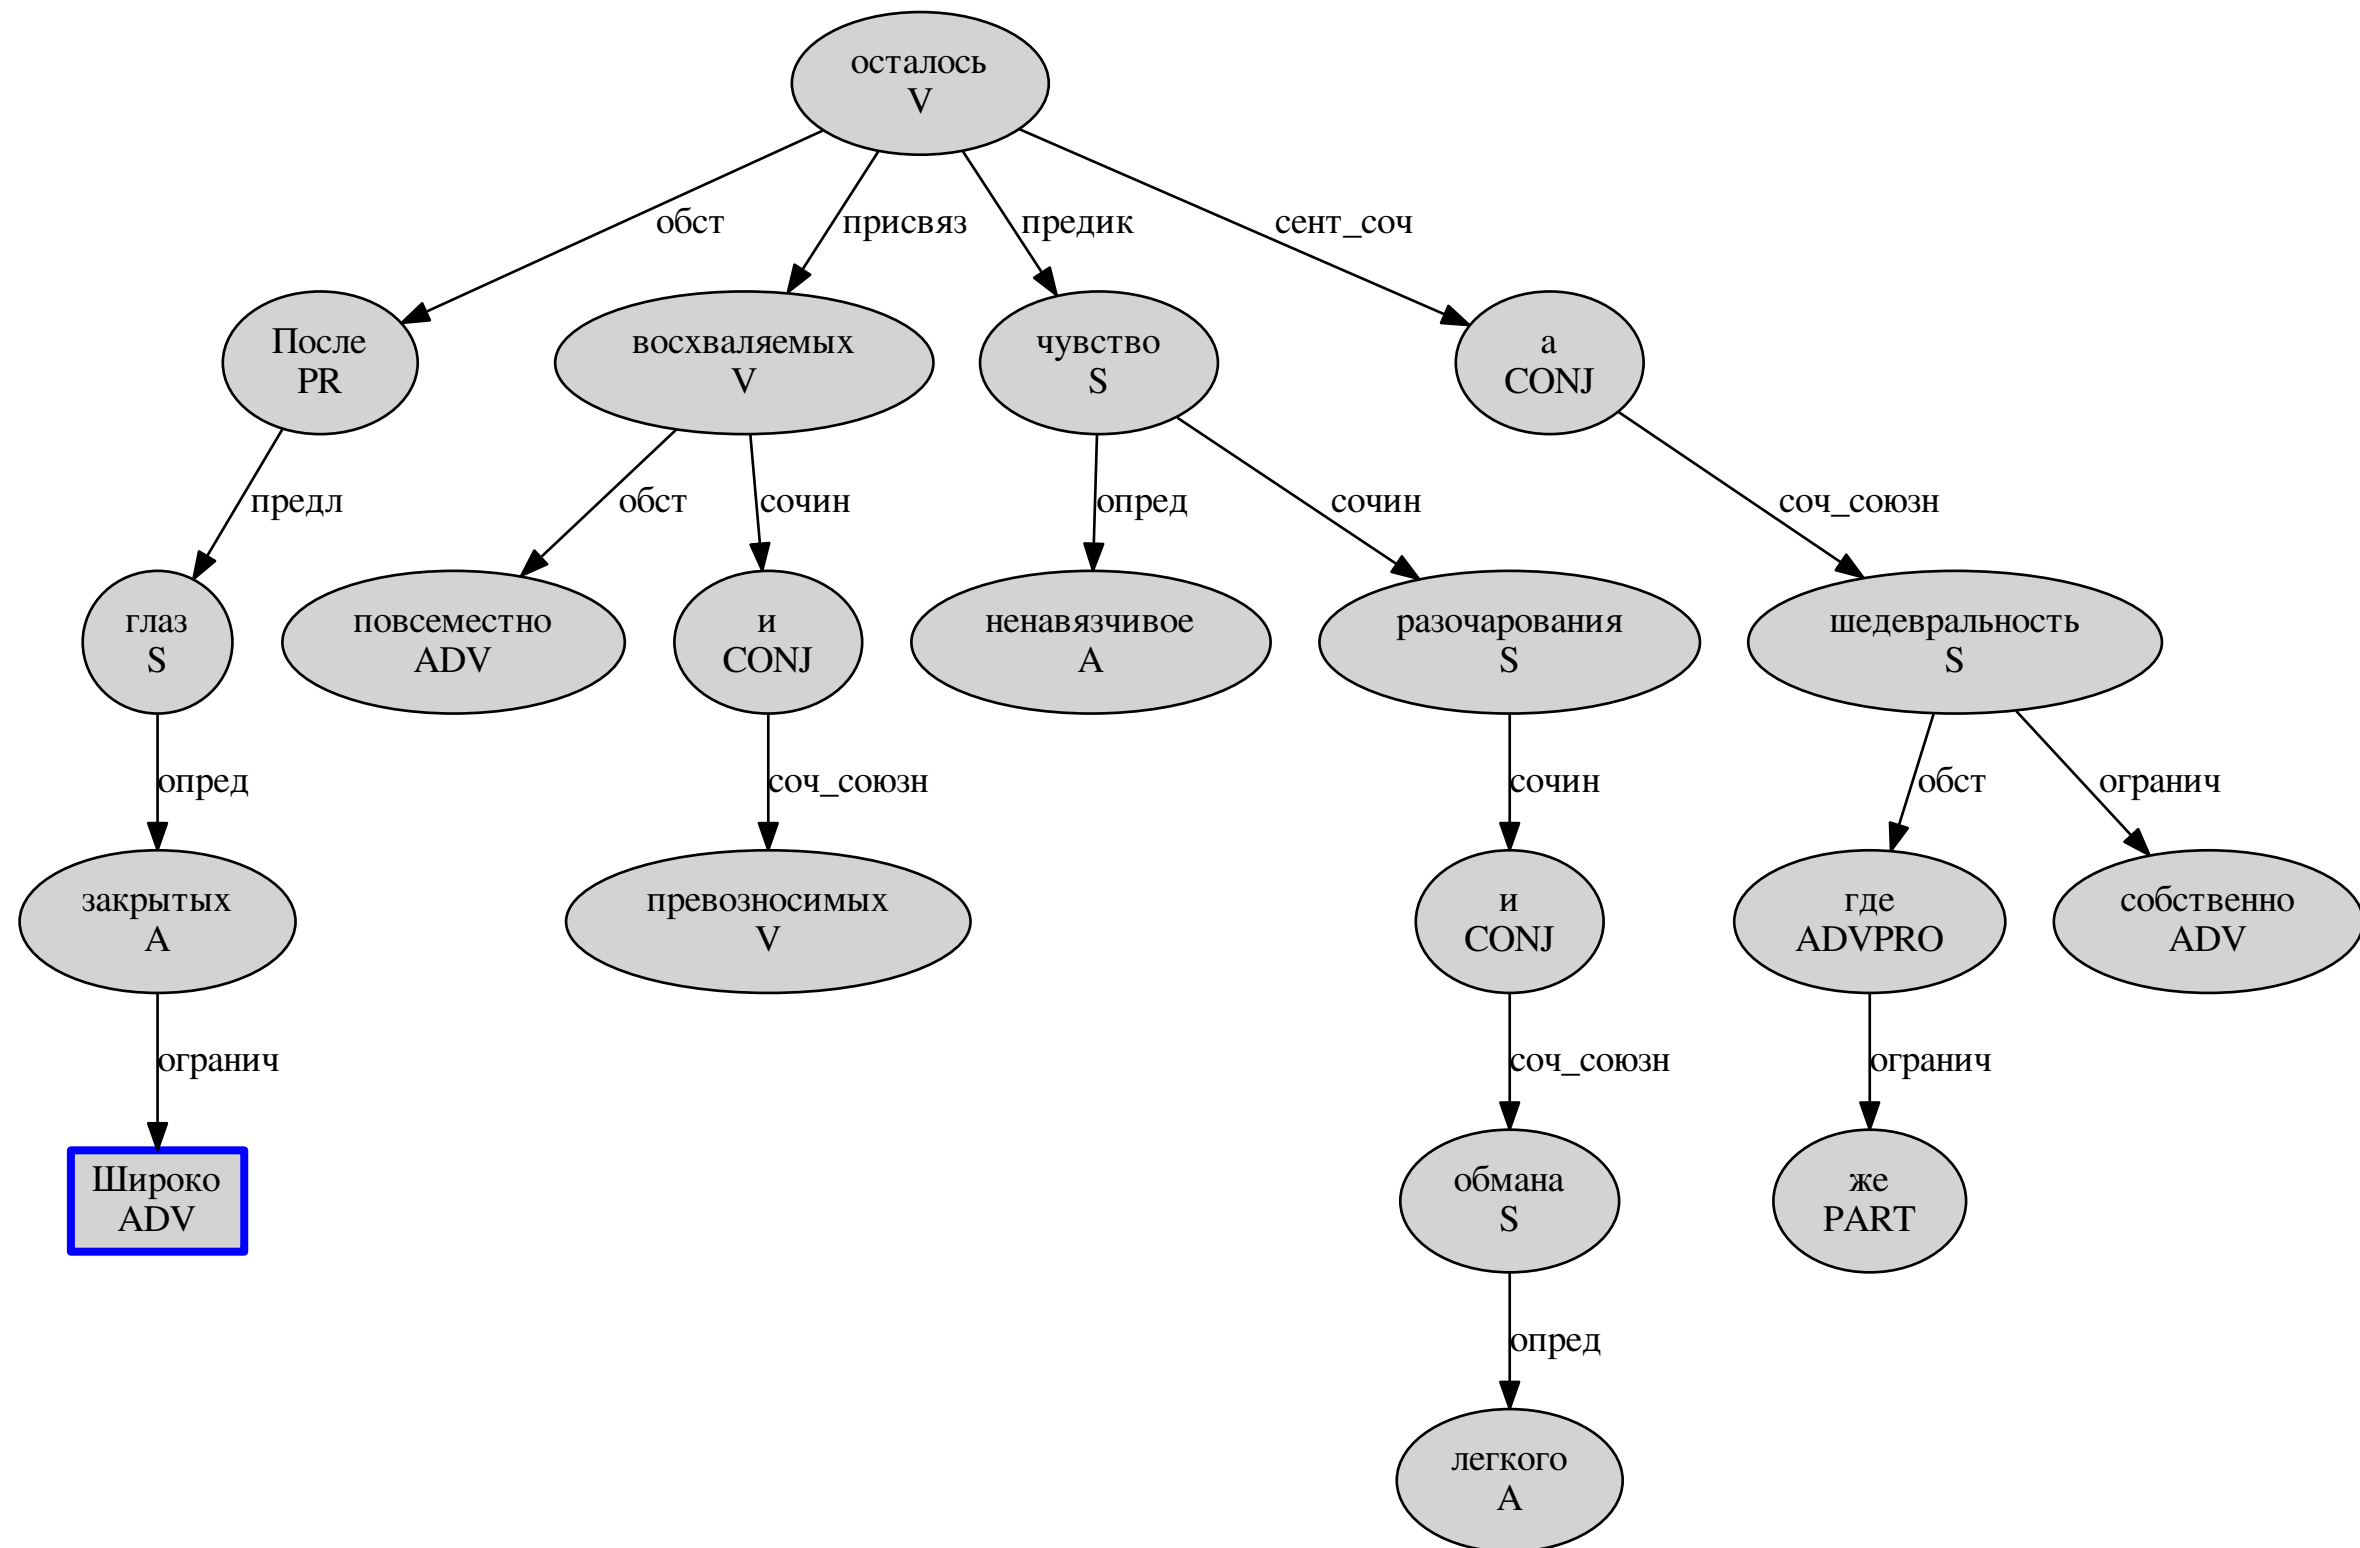 осталось
V
обст
присвяз
предик
сент_соч
После
PR
восхваляемых
V
чувство
S
а
CONJ
предл
обст
сочин
опред
сочин
соч_союзн
глаз
S
повсеместно
ADV
и
CONJ
ненавязчивое
A
разочарования
S
шедевральность
S
опред
соч_союзн
сочин
обст
огранич
закрытых
A
превозносимых
V
и
CONJ
где
ADVPRO
собственно
ADV
огранич
соч_союзн
огранич
Широко
ADV
обмана
S
же
PART
опред
легкого
A